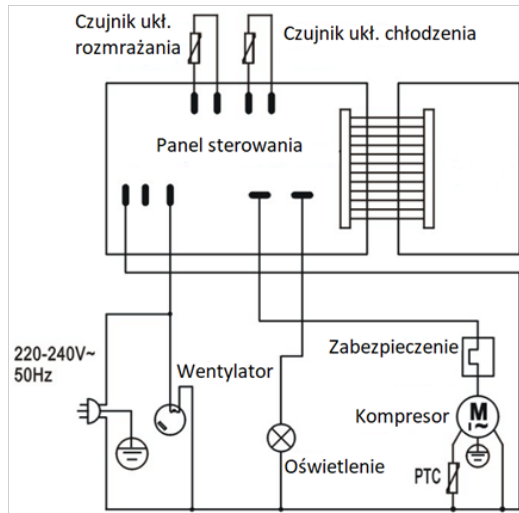 Czujnik ukł.
rozmrażania
Czujnik ukł. chłodzenia
Panel sterowania
220-240V~
50Hz
Wentylator
Zabezpieczenie
Kompresor
M
I~
Oświetlenie
PTC